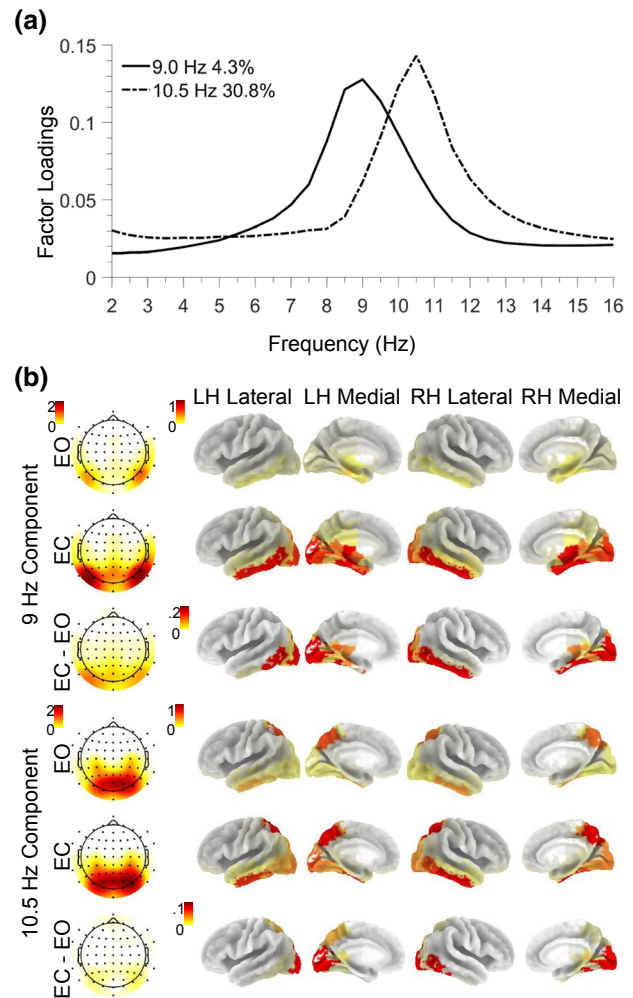 (a)
0.15
0.1
0.05
0
Factor Loadings
9.0 Hz 4.3%
10.5 Hz 30.8%
2 3 4 5 6 7 8 9 10 11 12 13 14 15 16
Frequency (Hz)
(b)
LH Lateral LH Medial RH Lateral RH Medial
9 Hz Component
2
0
1
0
EO
EC
.2
0
EC - EO
10.5 Hz Component
2
0
1
0
EO
EC
.1
0
EC - EO